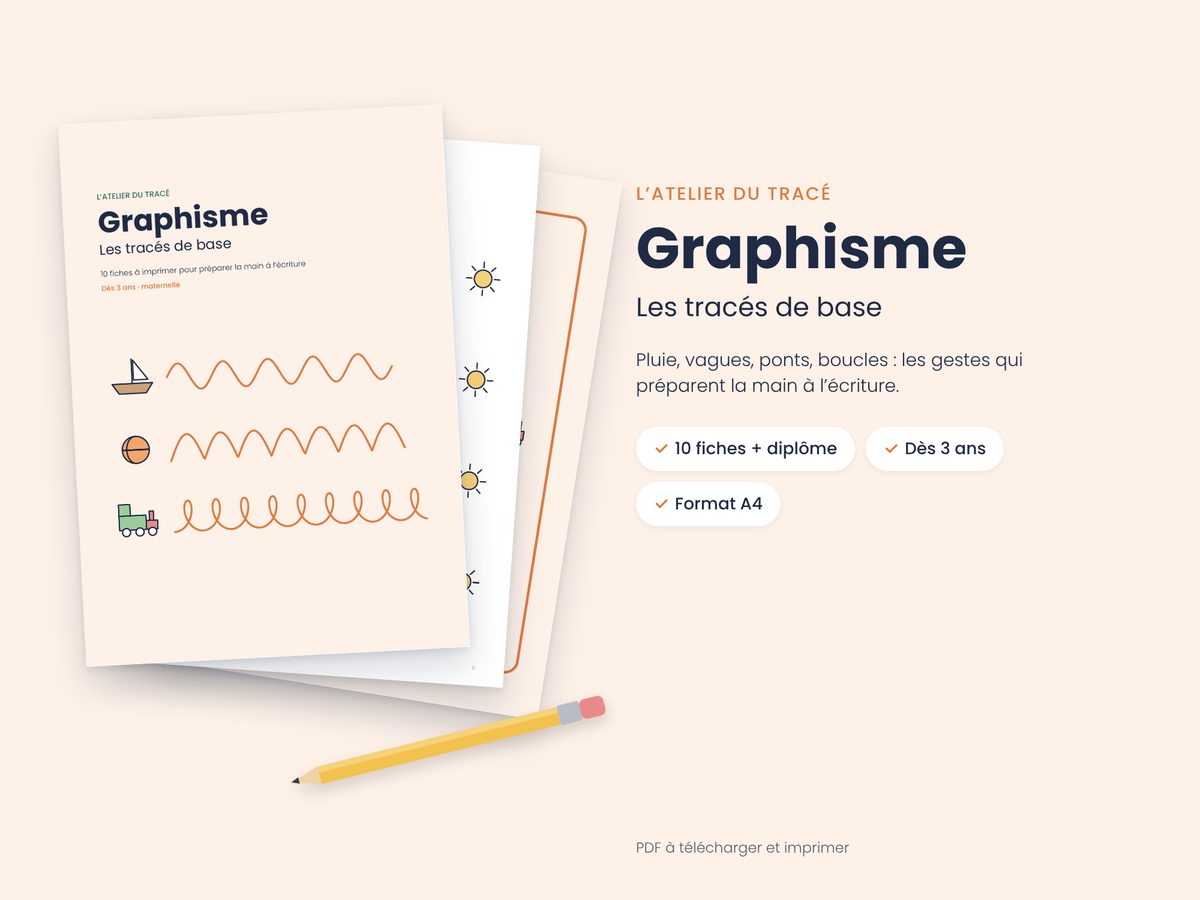 L'ATELIER DU TRACÉ
Graphisme
Les tracés de base
10 fiches à imprimer pour préparer la main à l'écriture
Dès 3 ans · maternelle
L'ATELIER DU TRACÉ
Graphisme
Les tracés de base
Pluie, vagues, ponts, boucles : les gestes qui
préparent la main à l'écriture.
10 fiches + diplôme
Dès 3 ans
Format A4
PDF à télécharger et imprimer